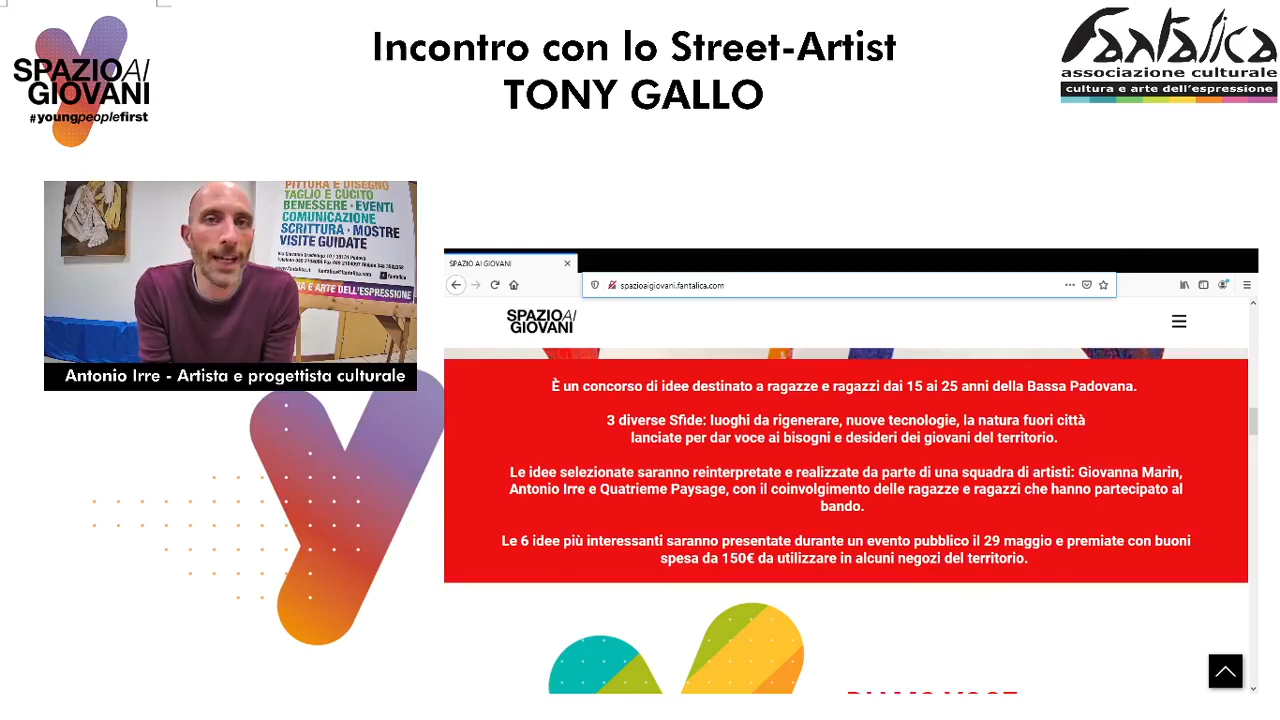 Incontro con lo Street-Artist
TONY GALLO
SPAZIOAI
GIOVANI
#youngpeoplefirst
Fantalica
associazione culturale
cultura e arte dell'espressione
PITTURA E DISEGNO
TAGLIO E CUCITO
BENESSERE • EVENTI
COMUNICAZIONE
SCRITTURA • MOSTRE
VISITE GUIDATE
E ARTE DELL'ESPRESSIONE
Antonio Irre - Artista e progettista culturale
SPAZIO AI GIOVANI
spazioaigiovani.fantalica.com
SPAZIOAI
GIOVANI
È un concorso di idee destinato a ragazze e ragazzi dai 15 ai 25 anni della Bassa Padovana.
3 diverse Sfide: luoghi da rigenerare, nuove tecnologie, la natura fuori città
lanciate per dar voce ai bisogni e desideri dei giovani del territorio.
Le idee selezionate saranno reinterpretate e realizzate da parte di una squadra di artisti: Giovanna Marin,
Antonio Irre e Quatrieme Paysage, con il coinvolgimento delle ragazze e ragazzi che hanno partecipato al
bando.
Le 6 idee più interessanti saranno presentate durante un evento pubblico il 29 maggio e premiate con buoni
spesa da 150€ da utilizzare in alcuni negozi del territorio.